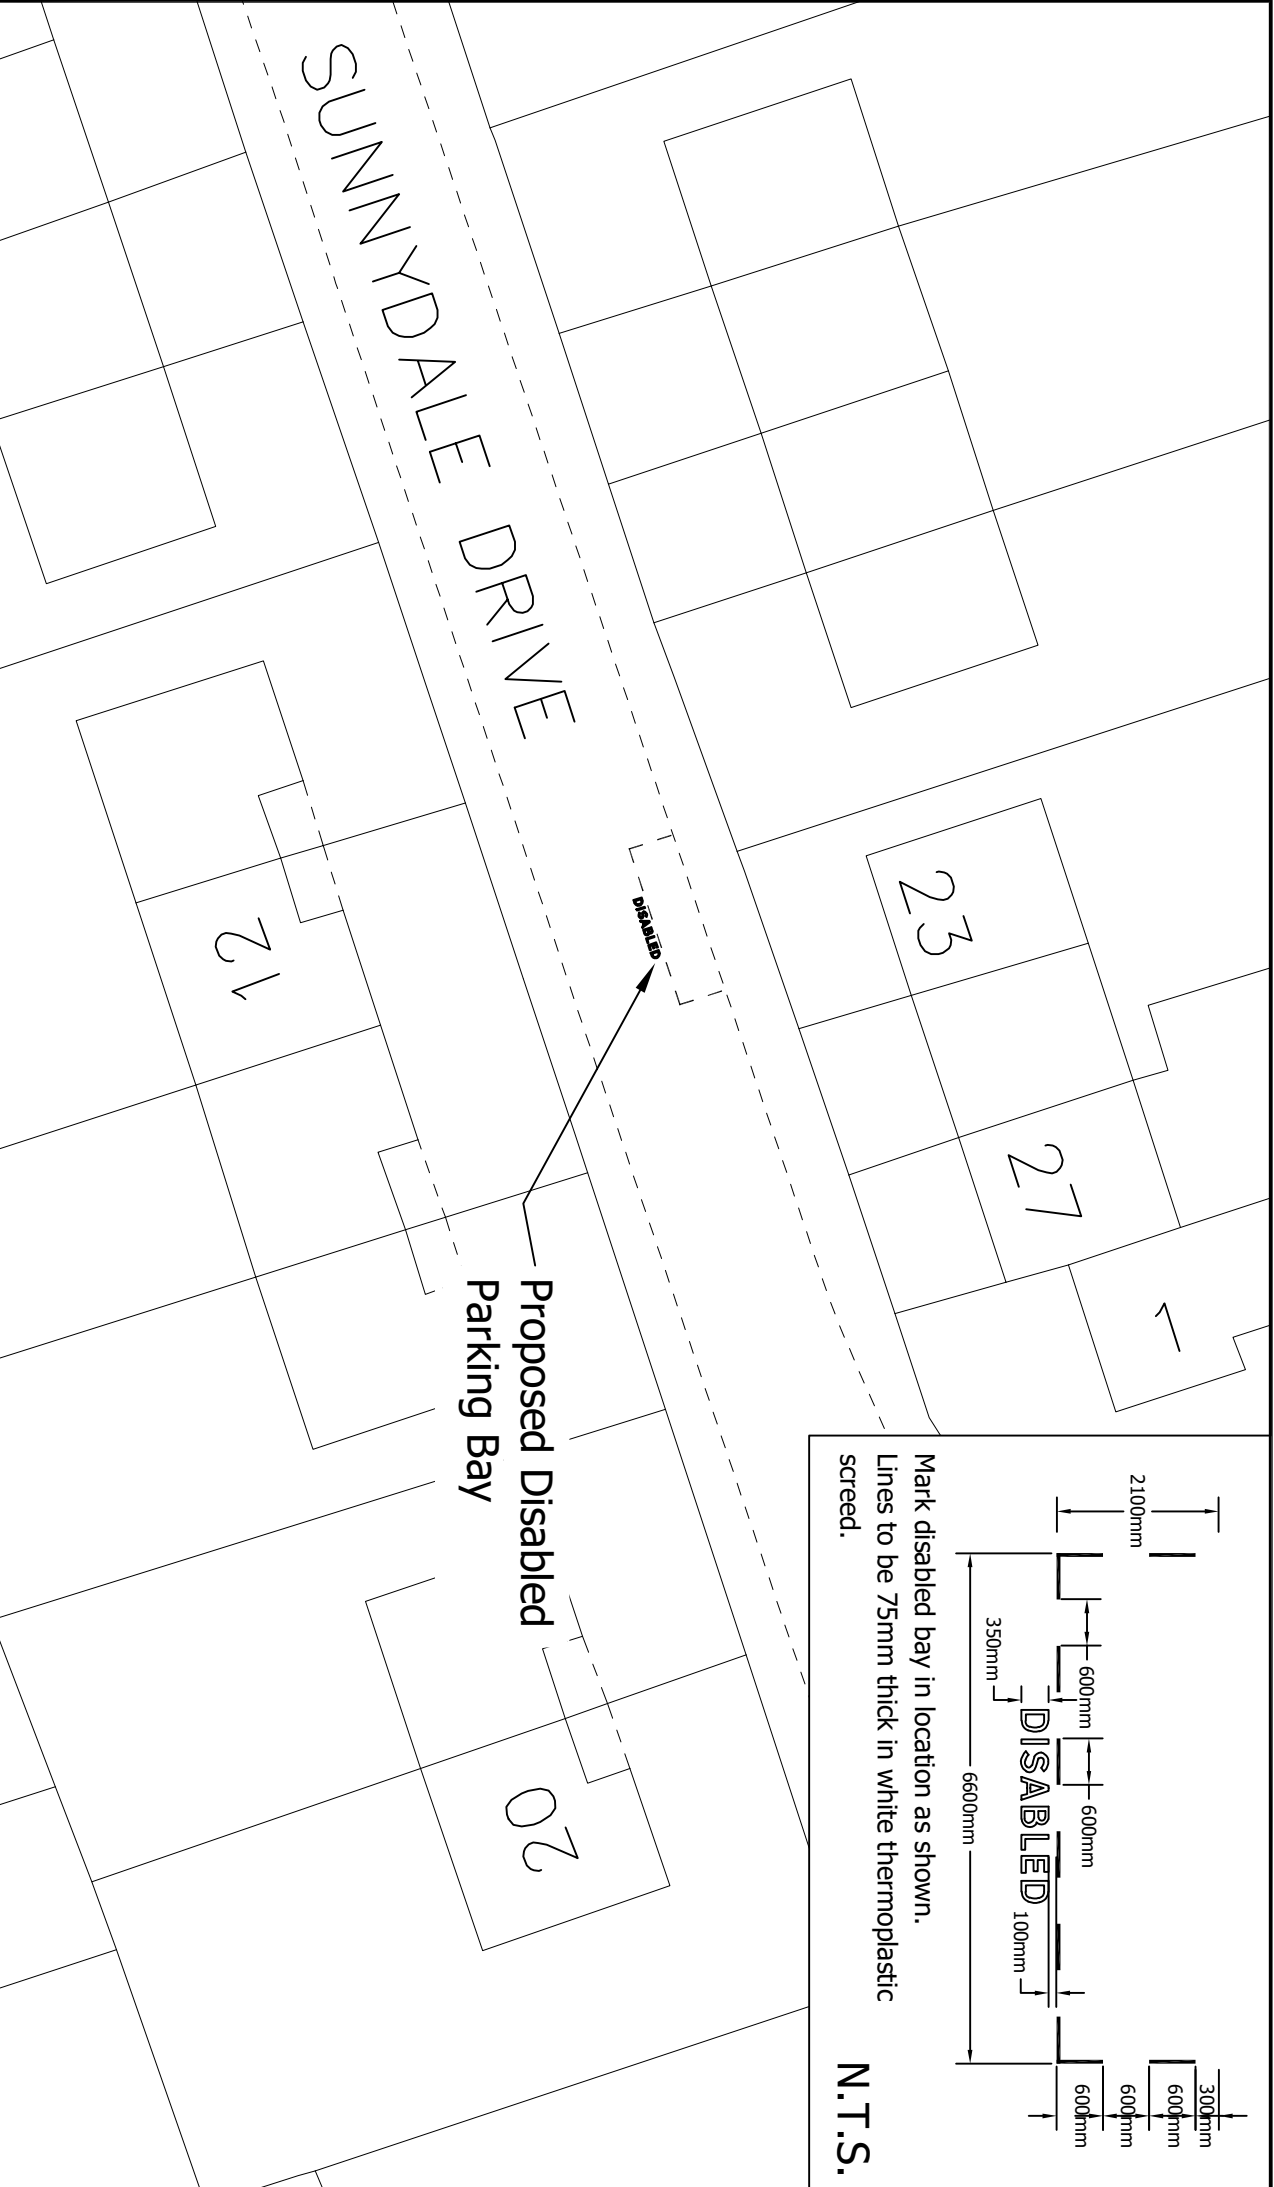 2100mm
600mm
600mm
350mm
DISABLED
100mm
6600mm
300mm
600mm
600mm
600mm
Mark disabled bay in location as shown.
Lines to be 75mm thick in white thermoplastic
screed.
N.T.S.
1
27
23
SUNNYDALE DRIVE
DISABLED
Proposed Disabled
Parking Bay
12
20